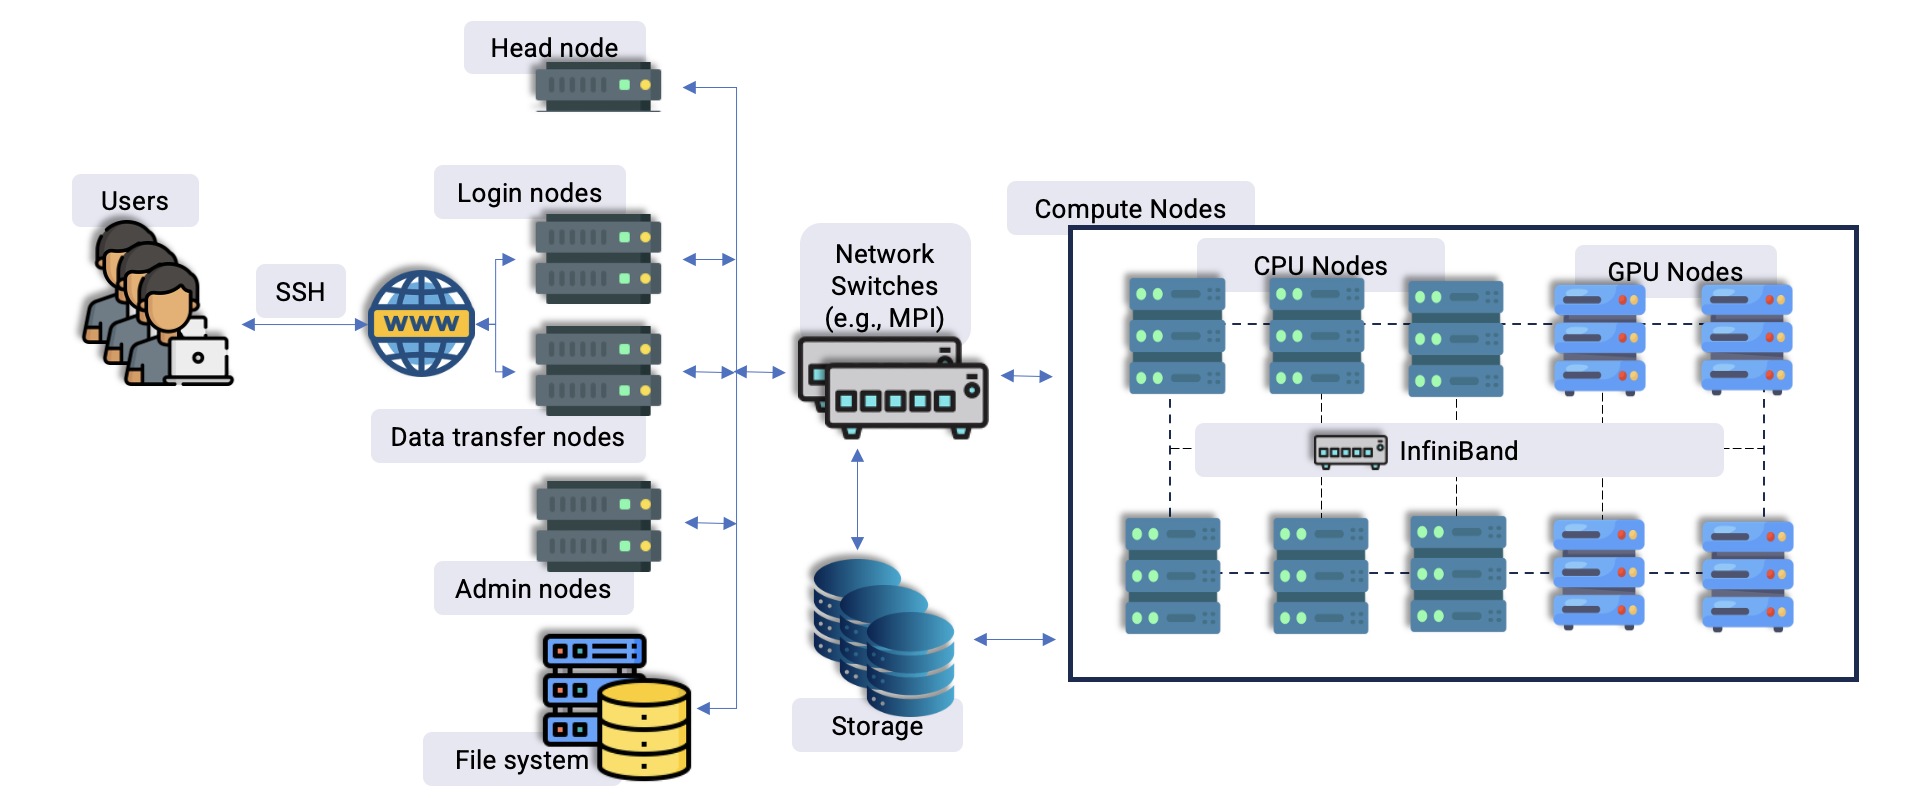 Head node
Users
Login nodes
SSH
www
Data transfer nodes
Admin nodes
File system
Network
Switches
(e.g., MPI)
Storage
Compute Nodes
CPU Nodes
GPU Nodes
InfiniBand